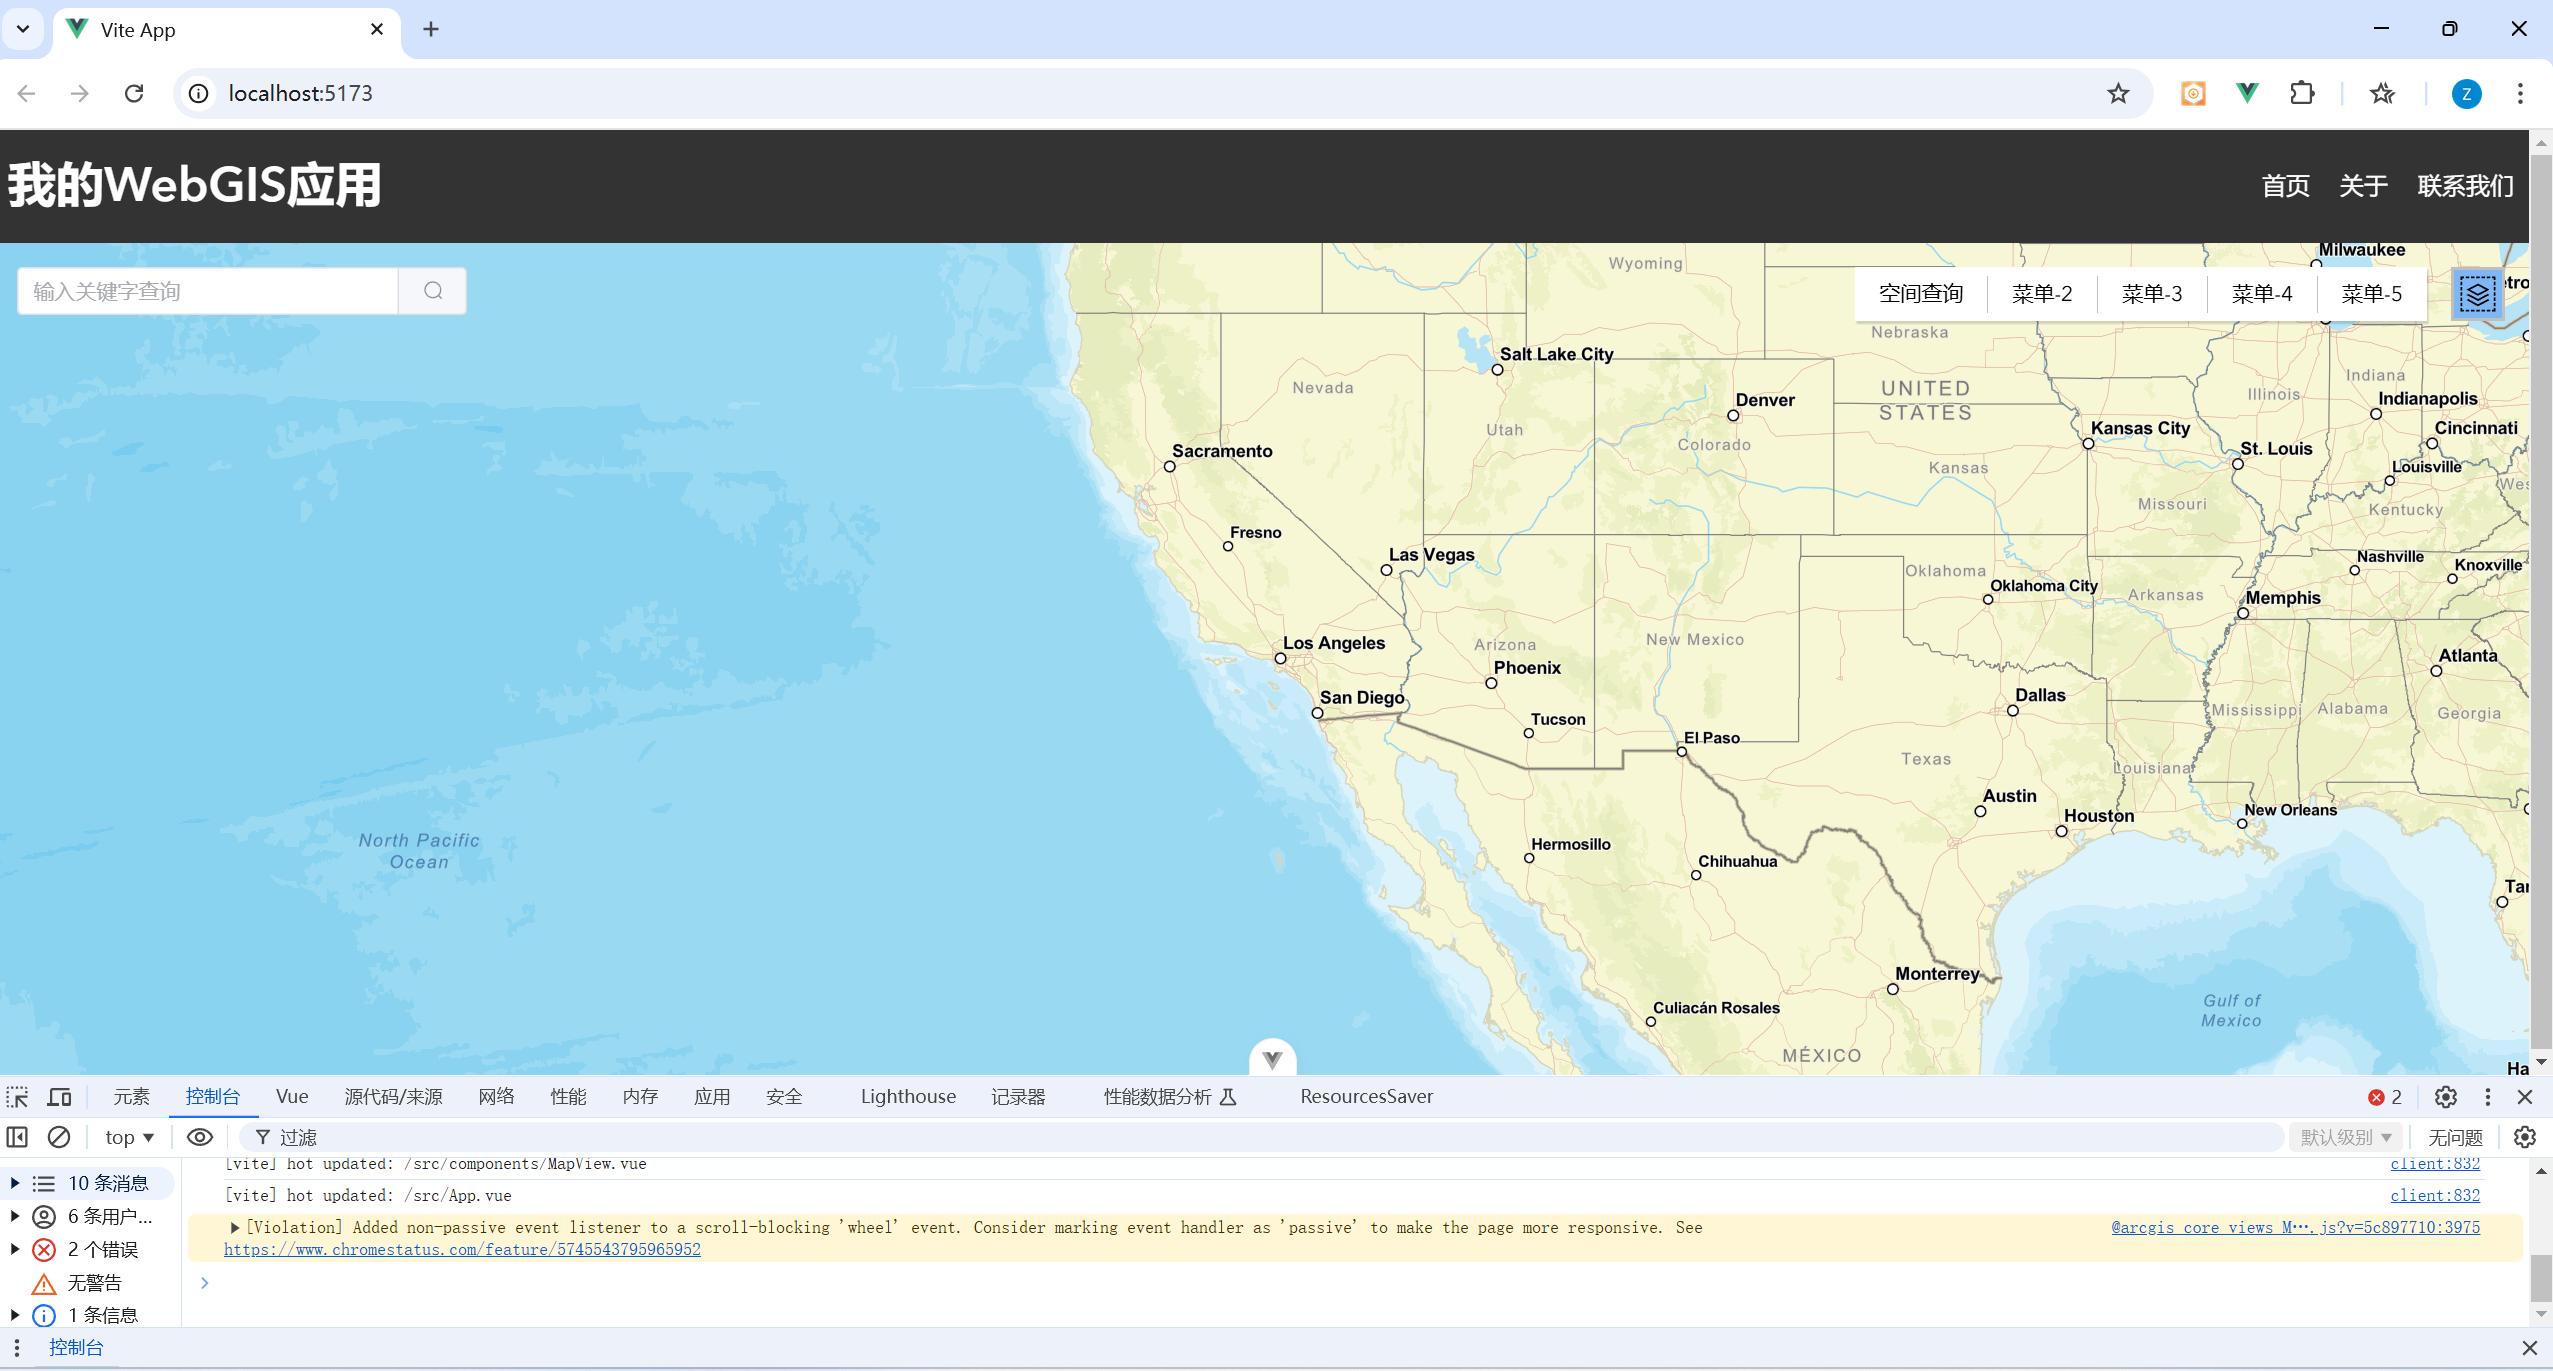 Vite App
localhost:5173
Z
我的WebGIS应用
首页 关于 联系我们
输入关键字查询
空间查询 菜单-2 菜单-3 菜单-4 菜单-5
Milwaukee
Wyoming
Nebraska
Salt Lake City
Nevada
Utah
Denver
Colorado
UNITED
STATES
Kansas City
Kansas
Missouri
Illinois
Indiana
Indianapolis
Cincinnati
St. Louis
Louisville
Kentucky
Sacramento
Fresno
Las Vegas
Oklahoma
Oklahoma City
Arkansas
Nashville
Knoxville
Memphis
Los Angeles
Arizona
Phoenix
New Mexico
Atlanta
San Diego
Tucson
El Paso
Dallas
Mississippi
Alabama
Georgia
Texas
Louisiana
Austin
Houston
New Orleans
North Pacific
Ocean
Hermosillo
Chihuahua
Monterrey
Culiacán Rosales
Gulf of
Mexico
MÉXICO
元素 控制台 Vue 源代码/来源 网络 性能 内存 应用 安全 Lighthouse 记录器 性能数据分析 ResourcesSaver 2
top 过滤 默认级别 无问题
10 条消息
6 条用户...
2 个错误
无警告
1 条信息
[vite] hot updated: /src/components/MapView.vue client:832
[vite] hot updated: /src/App.vue client:832
[Violation] Added non-passive event listener to a scroll-blocking 'wheel' event. Consider marking event handler as 'passive' to make the page more responsive. See @arcgis core views M….js?v=5c897710:3975
https://www.chromestatus.com/feature/5745543795965952
控制台